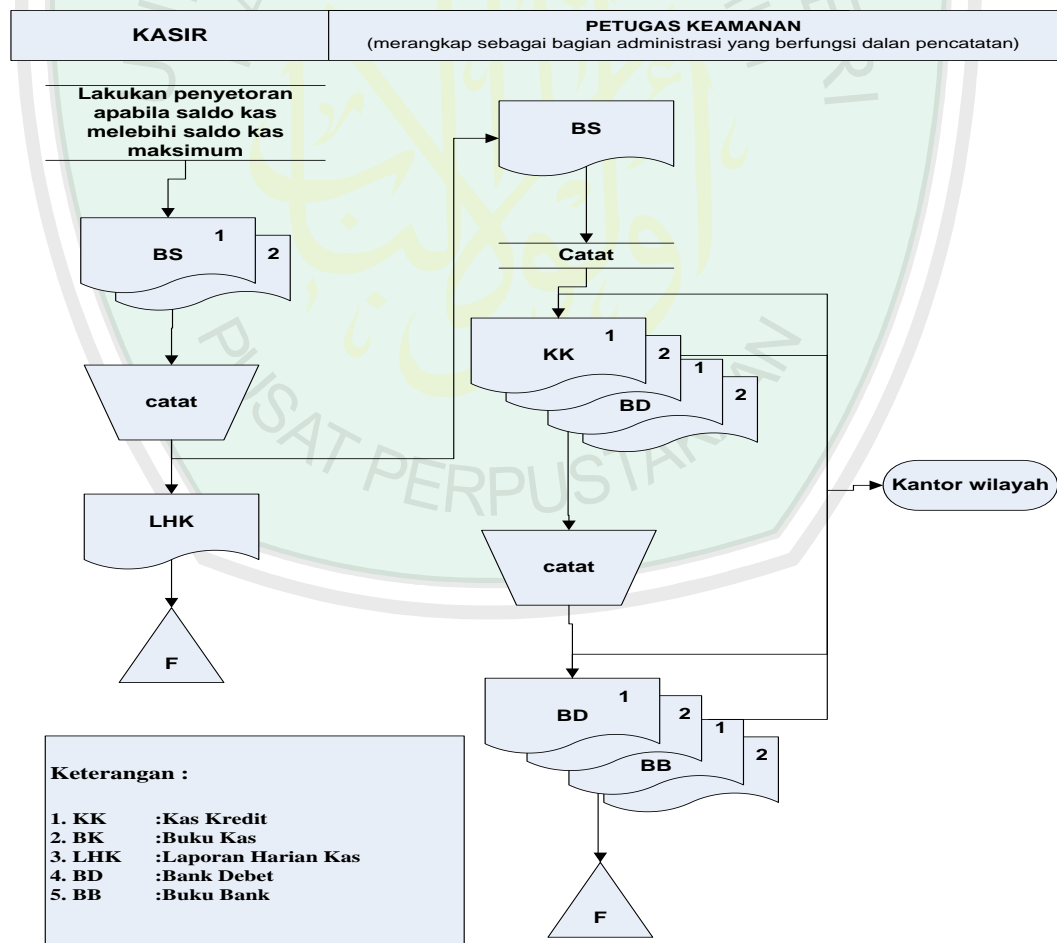 KASIR
PETUGAS KEAMANAN
(merangkap sebagai bagian administrasi yang berfungsi dalan pencatatan)
Lakukan penyetoran
apabila saldo kas
melebihi saldo kas
maksimum
BS
1
2
catat
LHK
F
BS
Catat
KK
1
2
BD
1
2
catat
BD
1
2
BB
1
2
F
Kantor wilayah
PUSAT PERPUSTAKAAN
Keterangan :
1. KK :Kas Kredit
2. BK :Buku Kas
3. LHK :Laporan Harian Kas
4. BD :Bank Debet
5. BB :Buku Bank